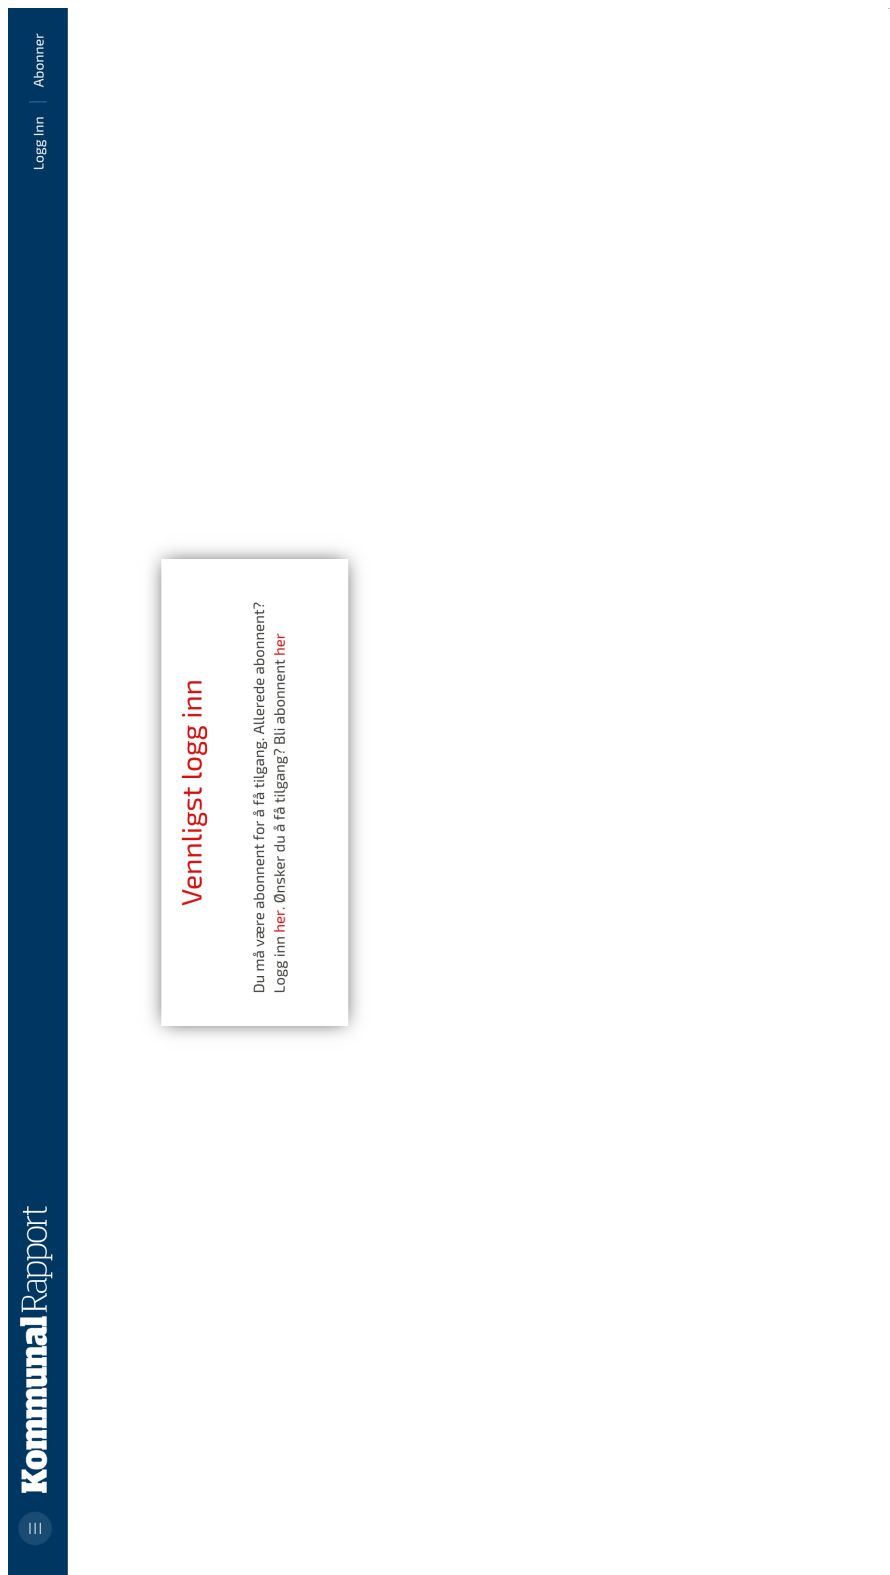 KommunalRapport
Logg Inn
Abonner
Vennligst logg inn
Du må være abonnent for å få tilgang. Allerede abonnent?
Logg inn her. Ønsker du å få tilgang? Bli abonnent her